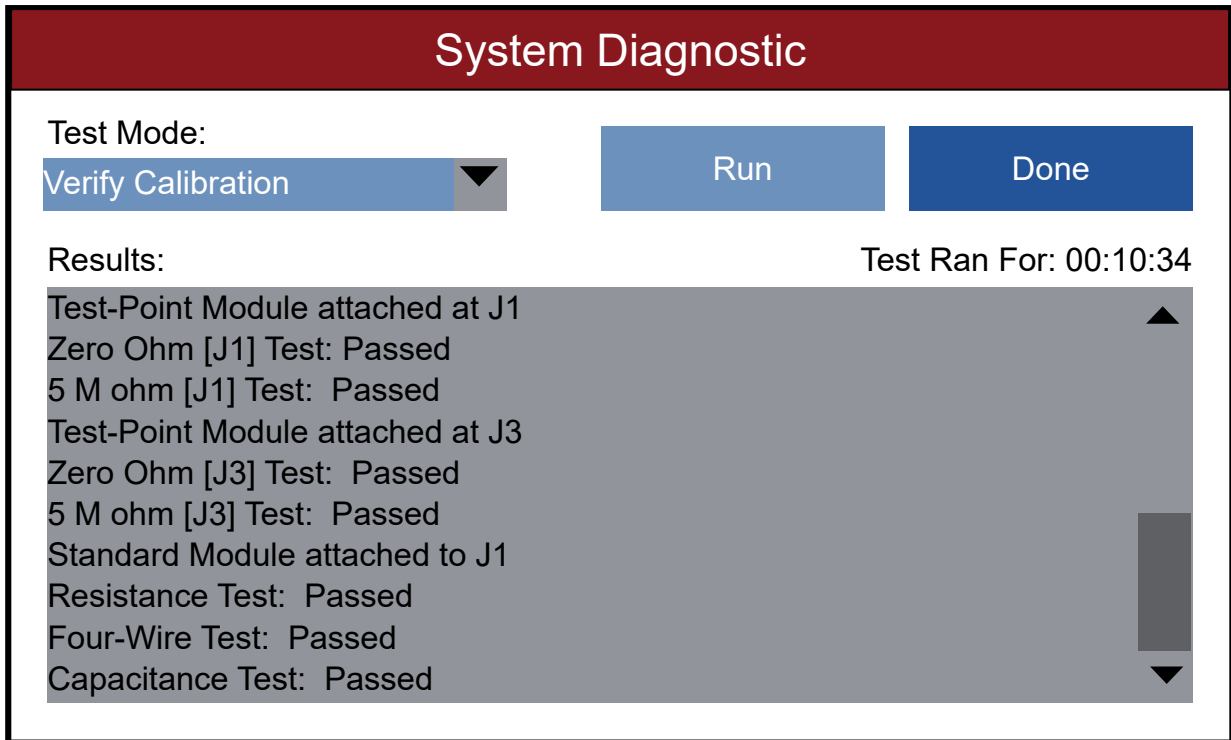 System Diagnostic
Test Mode:
Verify Calibration
Run
Done
Results:
Test Ran For: 00:10:34
Test-Point Module attached at J1
Zero Ohm [J1] Test: Passed
5 M ohm [J1] Test:  Passed
Test-Point Module attached at J3
Zero Ohm [J3] Test:  Passed
5 M ohm [J3] Test:  Passed
Standard Module attached to J1
Resistance Test:  Passed
Four-Wire Test:  Passed
Capacitance Test:  Passed